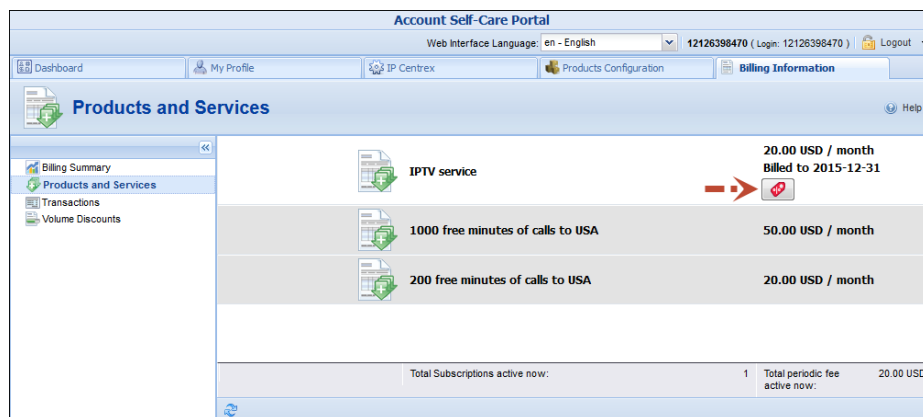 Account Self-Care Portal
Web Interface Language: en - English 12126398470 ( Login: 12126398470 ) Logout
Dashboard My Profile IP Centrex Products Configuration Billing Information
Products and Services Help
Billing Summary
Products and Services
Transactions
Volume Discounts
20.00 USD / month
IPTV service Billed to 2015-12-31
1000 free minutes of calls to USA 50.00 USD / month
200 free minutes of calls to USA 20.00 USD / month
Total Subscriptions active now: 1 Total periodic fee 20.00 USD
active now: